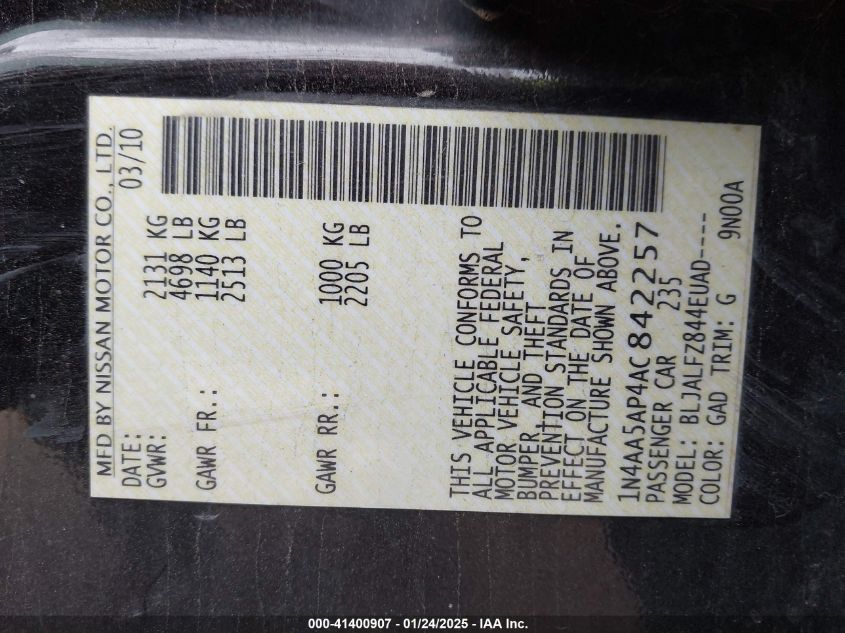 MFD BY NISSAN MOTOR CO., LTD.
DATE: 03/10
GVWR: 2131 KG
4698 LB
GAWR FR.: 1140 KG
2513 LB
GAWR RR.: 1000 KG
2205 LB
THIS VEHICLE CONFORMS TO
ALL APPLICABLE FEDERAL
MOTOR VEHICLE SAFETY,
BUMPER, AND THEFT
PREVENTION STANDARDS IN
EFFECT ON THE DATE OF
MANUFACTURE SHOWN ABOVE.
1N4AA5AP4AC842257
PASSENGER CAR 235
MODEL: BLJALFZ844EUAD----
COLOR: GAD TRIM: G 9N00A
000-41400907 - 01/24/2025 - IAA Inc.